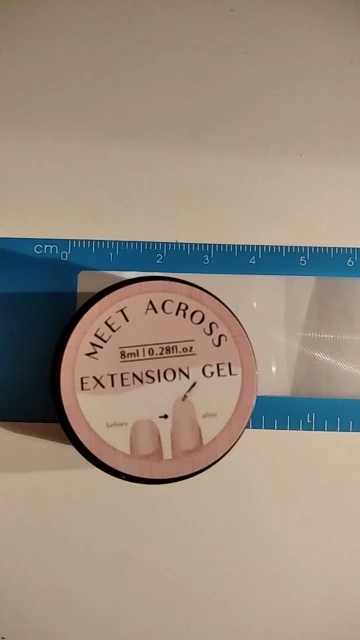 cm 0 1 2 3 4 5 6
MEET ACROSS
8ml | 0.28fl.oz
EXTENSION GEL
before
after